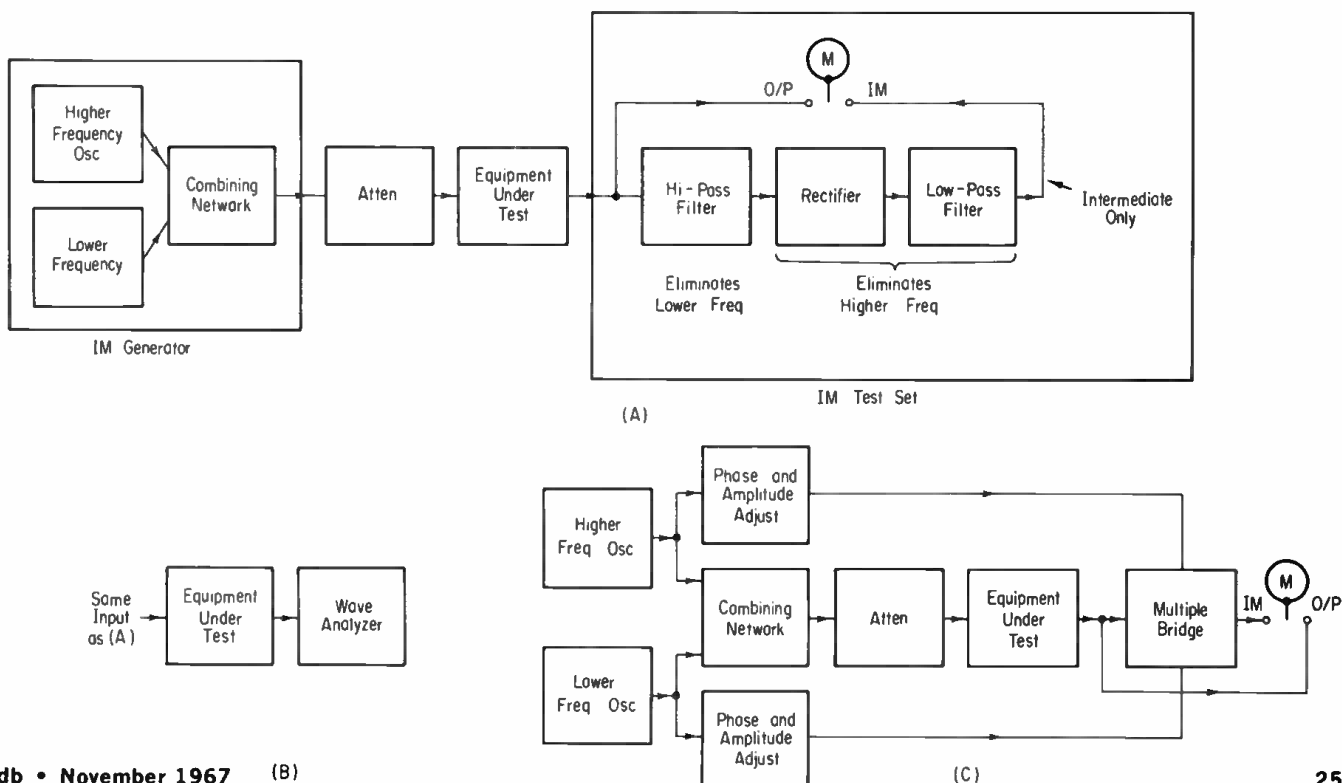 Higher
Frequency
Osc
Lower
Frequency
Combining
Network
IM Generator
Atten
Equipment
Under
Test
O/P
M
IM
Hi-Pass
Filter
Rectifier
Low-Pass
Filter
Intermediate
Only
Eliminates
Lower Freq
Eliminates
Higher Freq
IM Test Set
(A)
Same
Input
as (A)
Equipment
Under
Test
Wave
Analyzer
(B)
Higher
Freq Osc
Lower
Freq Osc
Phase and
Amplitude
Adjust
Combining
Network
Phase and
Amplitude
Adjust
Atten
Equipment
Under
Test
Multiple
Bridge
IM
M
O/P
(C)
db • November 1967
25